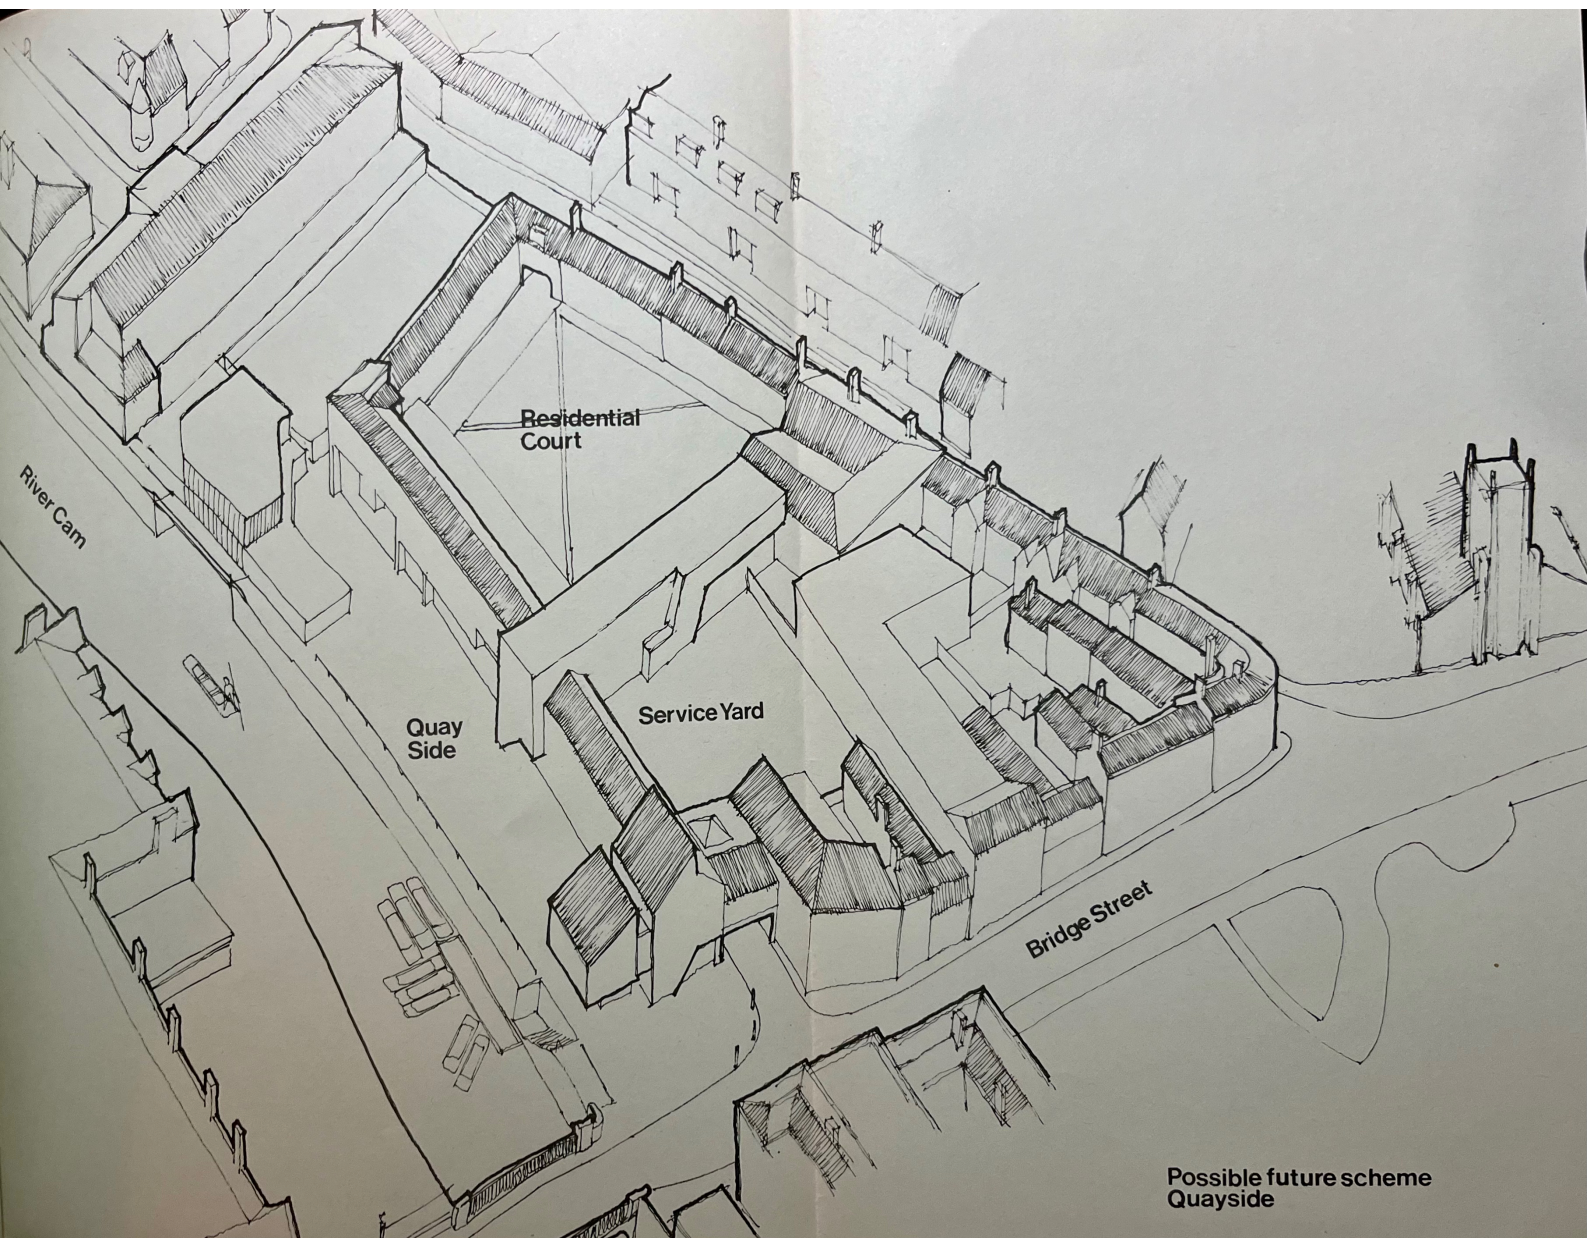 River Cam
Residential
Court
Quay
Side
Service Yard
Bridge Street
Possible future scheme
Quayside